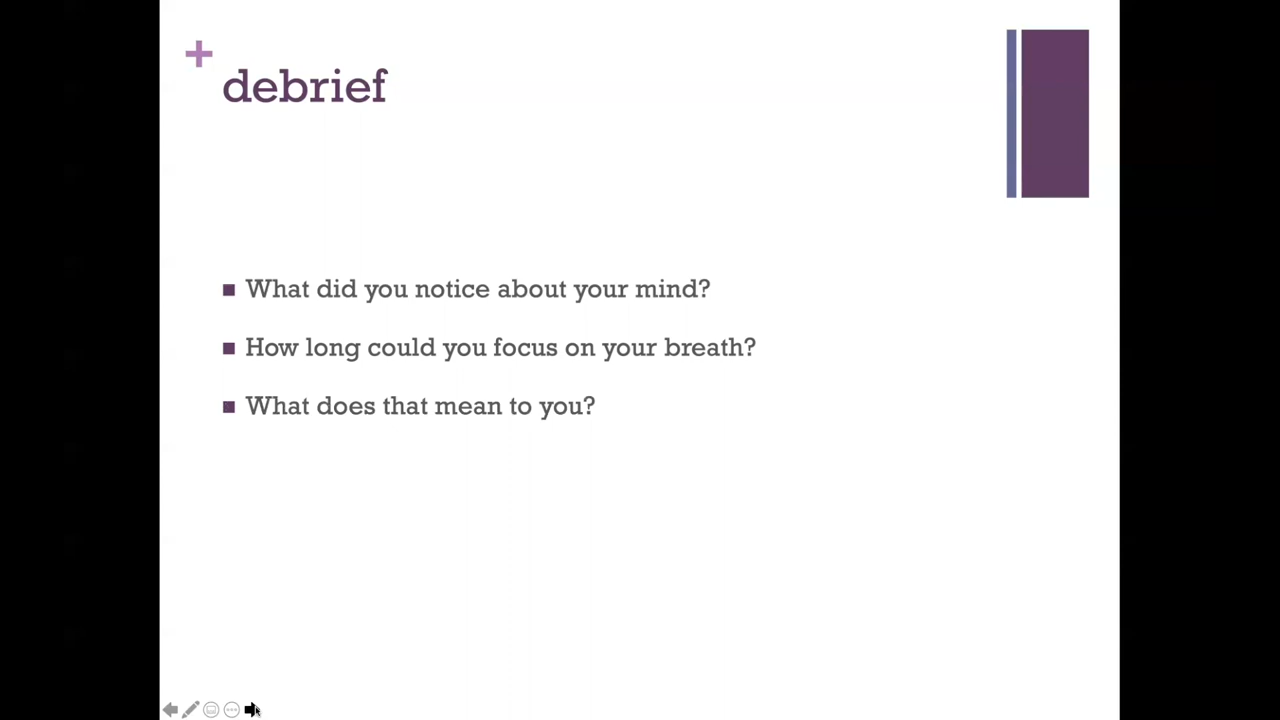 +
debrief
What did you notice about your mind?
How long could you focus on your breath?
What does that mean to you?